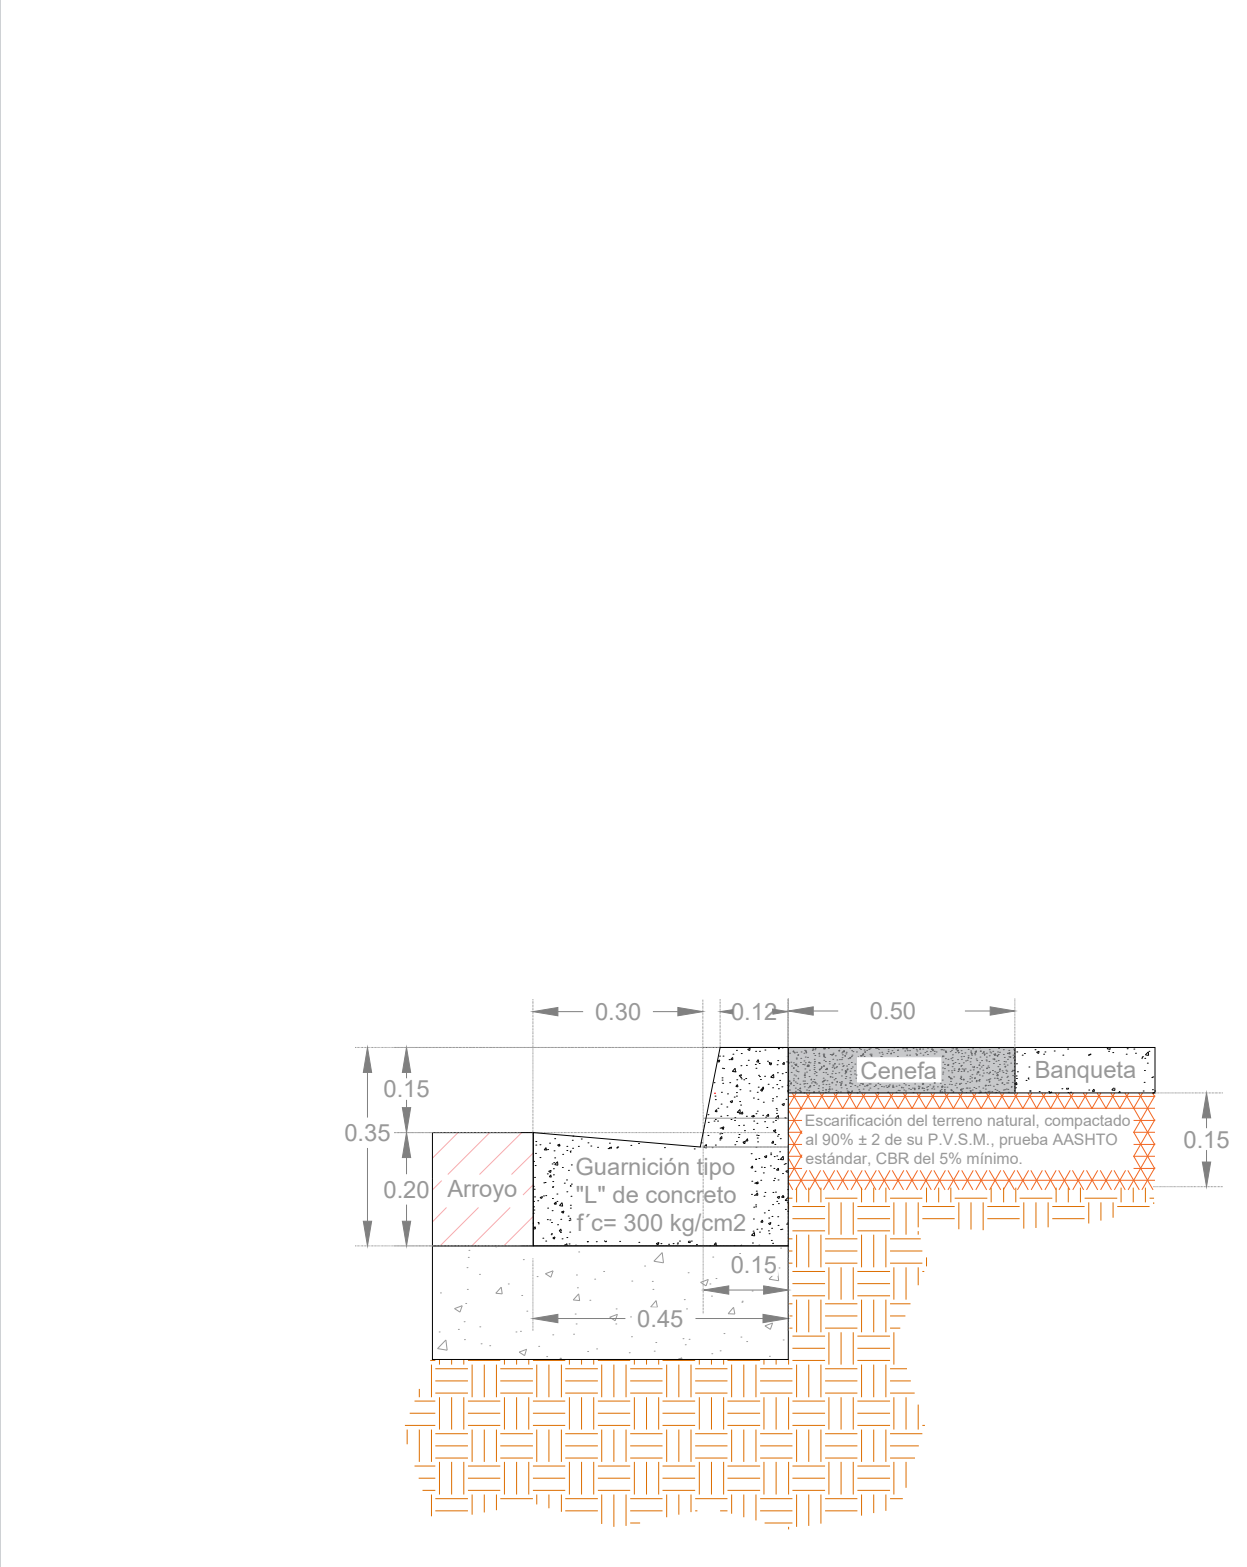 0.30
0.12
0.50
0.15
Cenefa
Banqueta
0.35
Escarificación del terreno natural, compactado
al 90% ± 2 de su P.V.S.M., prueba AASHTO
estándar, CBR del 5% mínimo.
0.15
0.20
Arroyo
Guarnición tipo
"L" de concreto
f´c= 300 kg/cm2
0.15
0.45